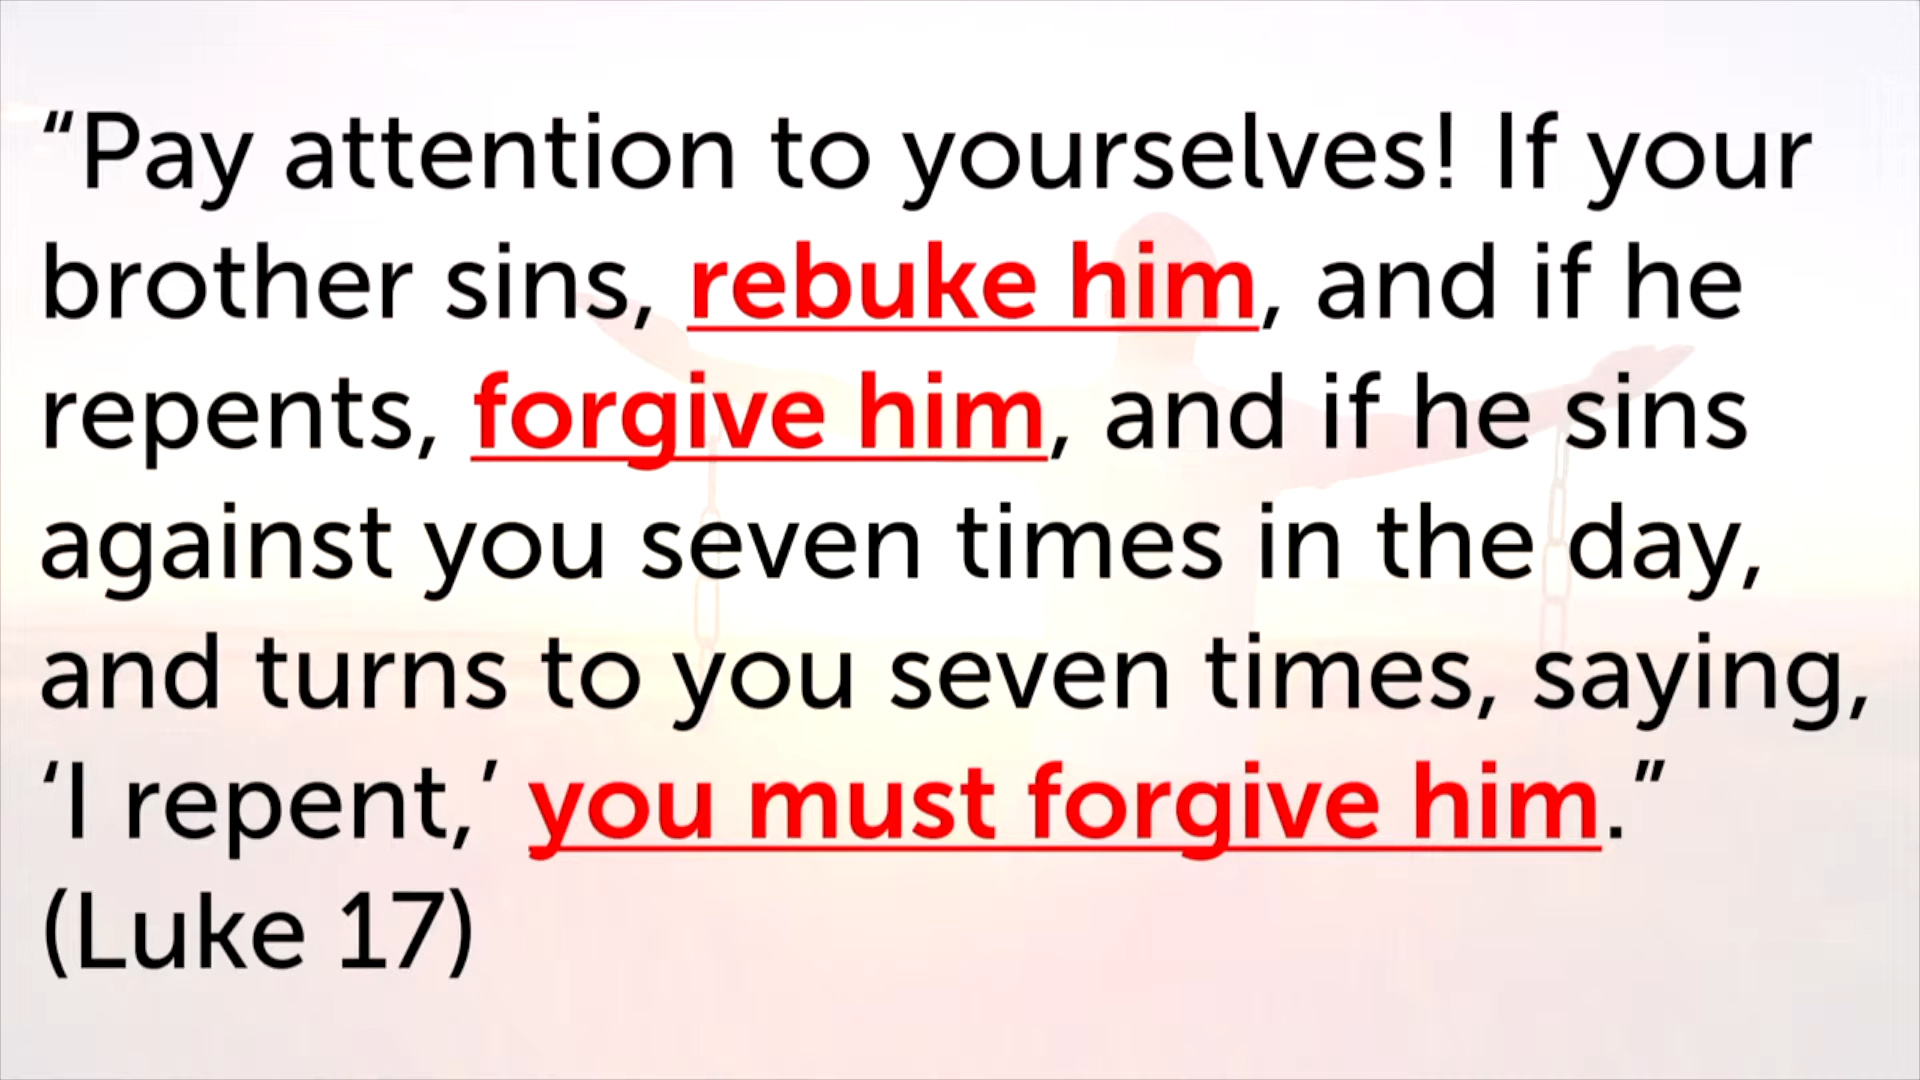 “Pay attention to yourselves! If your
brother sins, rebuke him, and if he
repents, forgive him, and if he sins
against you seven times in the day,
and turns to you seven times, saying,
‘I repent,’ you must forgive him.”
(Luke 17)